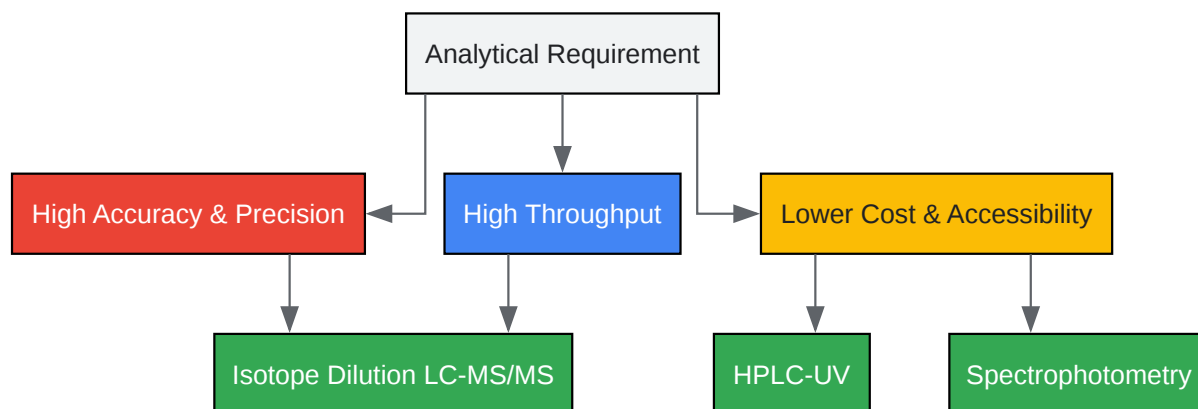 Analytical Requirement
High Accuracy & Precision
High Throughput
Lower Cost & Accessibility
Isotope Dilution LC-MS/MS
HPLC-UV
Spectrophotometry